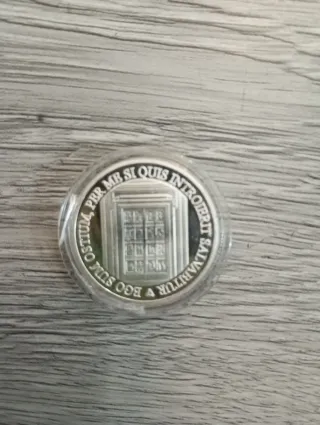 EGO SUM OSTIUM, PER ME SI QUIS INTROIERIT SALVABITUR